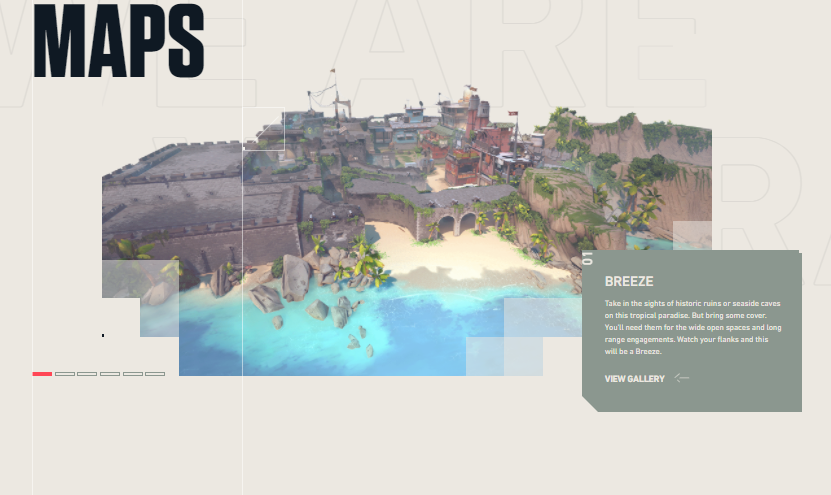 MAPS
WE ARE
01
BREEZE
Take in the sights of historic ruins or seaside caves
on this tropical paradise. But bring some cover.
You'll need them for the wide open spaces and long
range engagements. Watch your flanks and this
will be a Breeze.
VIEW GALLERY